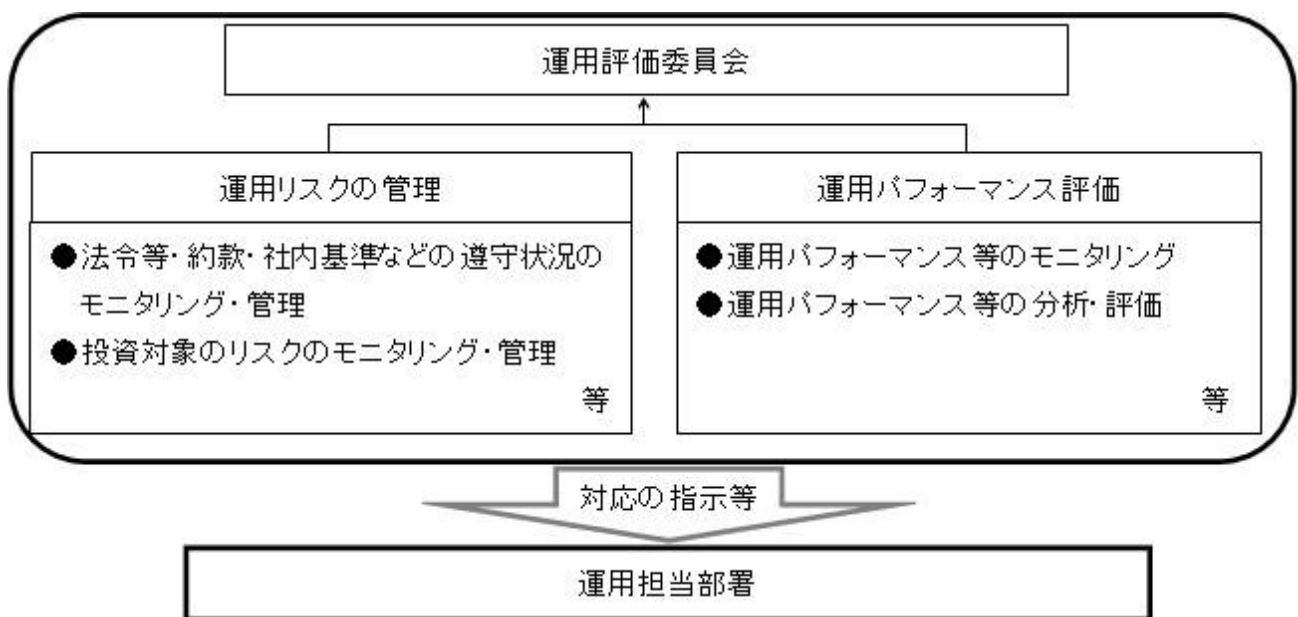 運用評価委員会
運用リスクの管理
●法令等・約款・社内基準などの遵守状況の
モニタリング・管理
●投資対象のリスクのモニタリング・管理
等
運用パフォーマンス評価
●運用パフォーマンス等のモニタリング
●運用パフォーマンス等の分析・評価
等
対応の指示等
運用担当部署